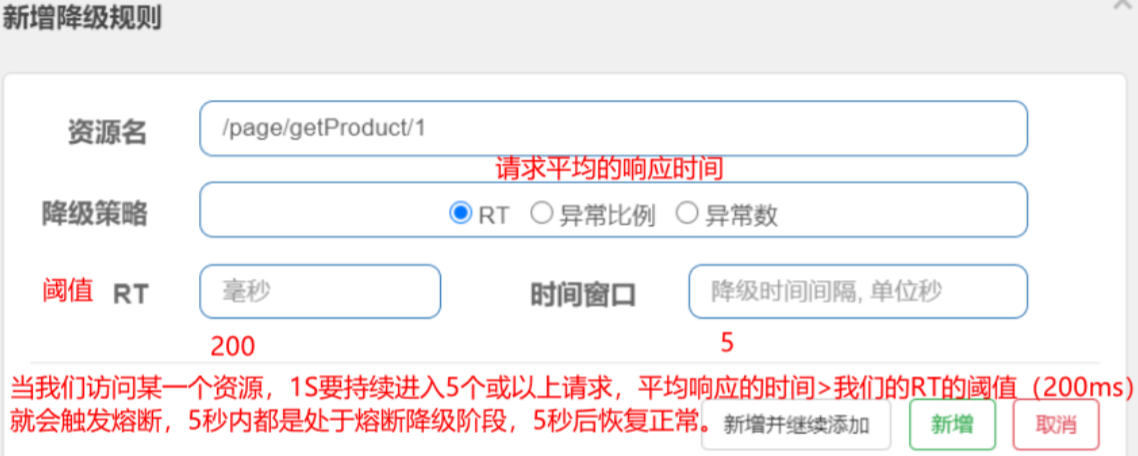 新增降级规则
资源名 /page/getProduct/1
请求平均的响应时间
降级策略 RT 异常比例 异常数
阈值 RT 毫秒 时间窗口 降级时间间隔, 单位秒
200 5
当我们访问某一个资源，1S要持续进入5个或以上请求，平均响应的时间>我们的RT的阈值（200ms）
就会触发熔断，5秒内都是处于熔断降级阶段，5秒后恢复正常。
新增并继续添加 新增 取消